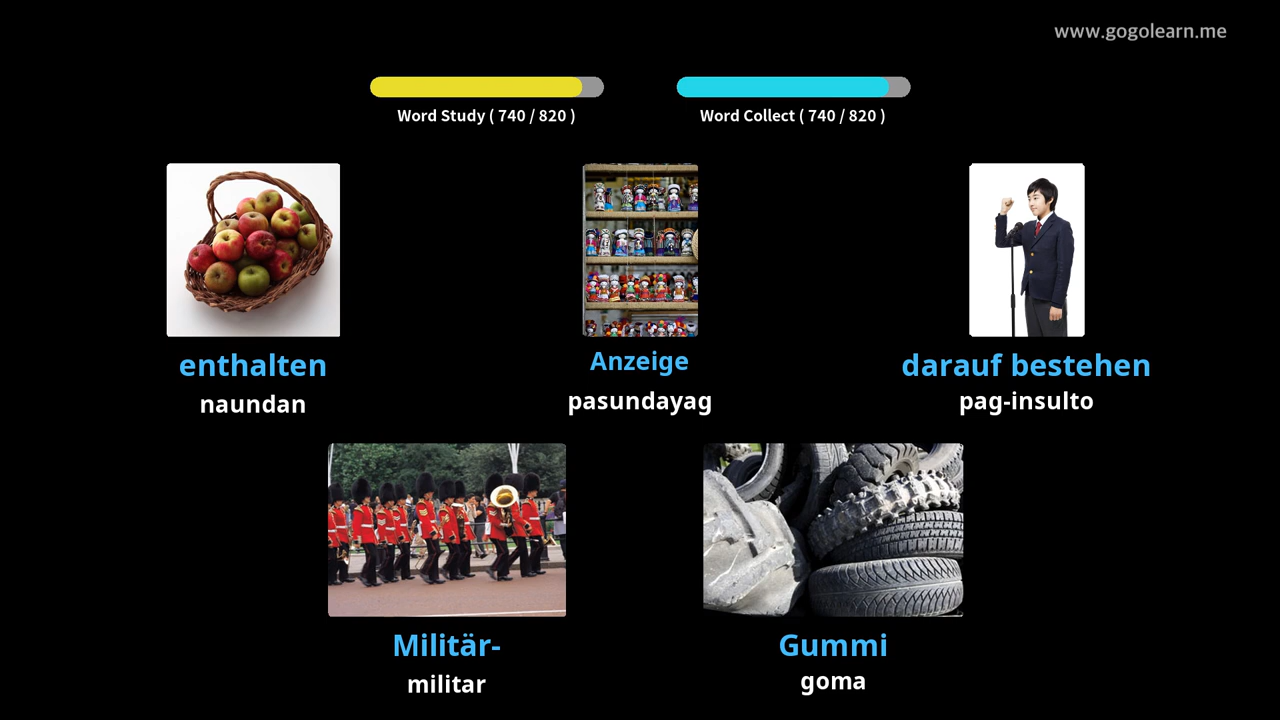 www.gogolearn.me
Word Study ( 740 / 820 )
Word Collect ( 740 / 820 )
enthalten
naundan
Anzeige
pasundayag
darauf bestehen
pag-insulto
Militär-
militar
Gummi
goma